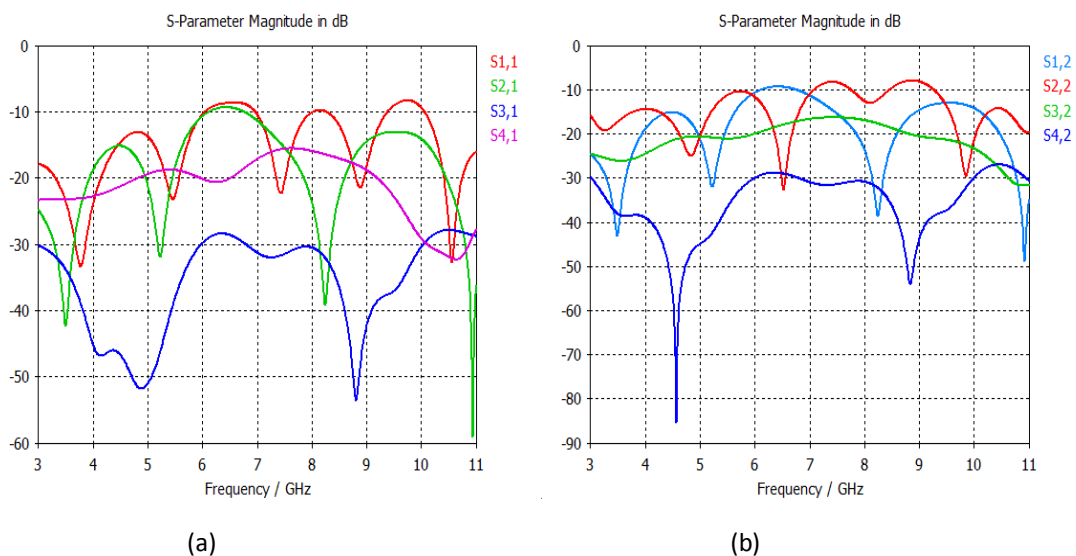 S-Parameter Magnitude in dB
0
-10
-20
-30
-40
-50
-60
3 4 5 6 7 8 9 10 11
Frequency / GHz
S1,1
S2,1
S3,1
S4,1
(a)
S-Parameter Magnitude in dB
0
-10
-20
-30
-40
-50
-60
-70
-80
-90
3 4 5 6 7 8 9 10 11
Frequency / GHz
S1,2
S2,2
S3,2
S4,2
(b)